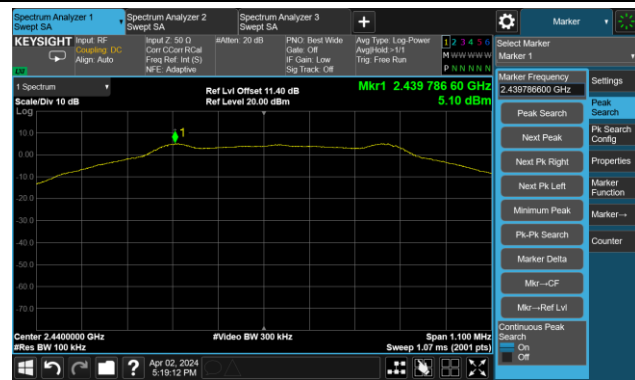 Spectrum Analyzer 1
Swept SA
Spectrum Analyzer 2
Swept SA
Spectrum Analyzer 3
Swept SA
Marker
KEYSIGHT
Input: RF
Coupling: DC
Align: Auto
Input Z: 50 Ω
Corr CCorr RCal
Freq Ref: Int (S)
NFE: Adaptive
#Atten: 20 dB
PNO: Best Wide
Gate: Off
IF Gain: Low
Sig Track: Off
Avg Type: Log-Power
Avg|Hold:>1/1
Trig: Free Run
1 2 3 4 5 6
M W W W W W
P N N N N N
Select Marker
Marker 1
1 Spectrum
Scale/Div 10 dB
Log
Ref Lvl Offset 11.40 dB
Ref Level 20.00 dBm
Mkr1 2.439 786 60 GHz
5.10 dBm
10.0
0.00
-10.0
-20.0
-30.0
-40.0
-50.0
-60.0
-70.0
1
Center 2.4400000 GHz
#Res BW 100 kHz
#Video BW 300 kHz
Span 1.100 MHz
Sweep 1.07 ms (2001 pts)
Marker Frequency
2.439786600 GHz
Peak Search
Next Peak
Next Pk Right
Next Pk Left
Minimum Peak
Pk-Pk Search
Marker Delta
Mkr→CF
Mkr→Ref Lvl
Continuous Peak
Search
On
Off
Settings
Peak
Search
Pk Search
Config
Properties
Marker
Function
Marker→
Counter
?
Apr 02, 2024
5:19:12 PM